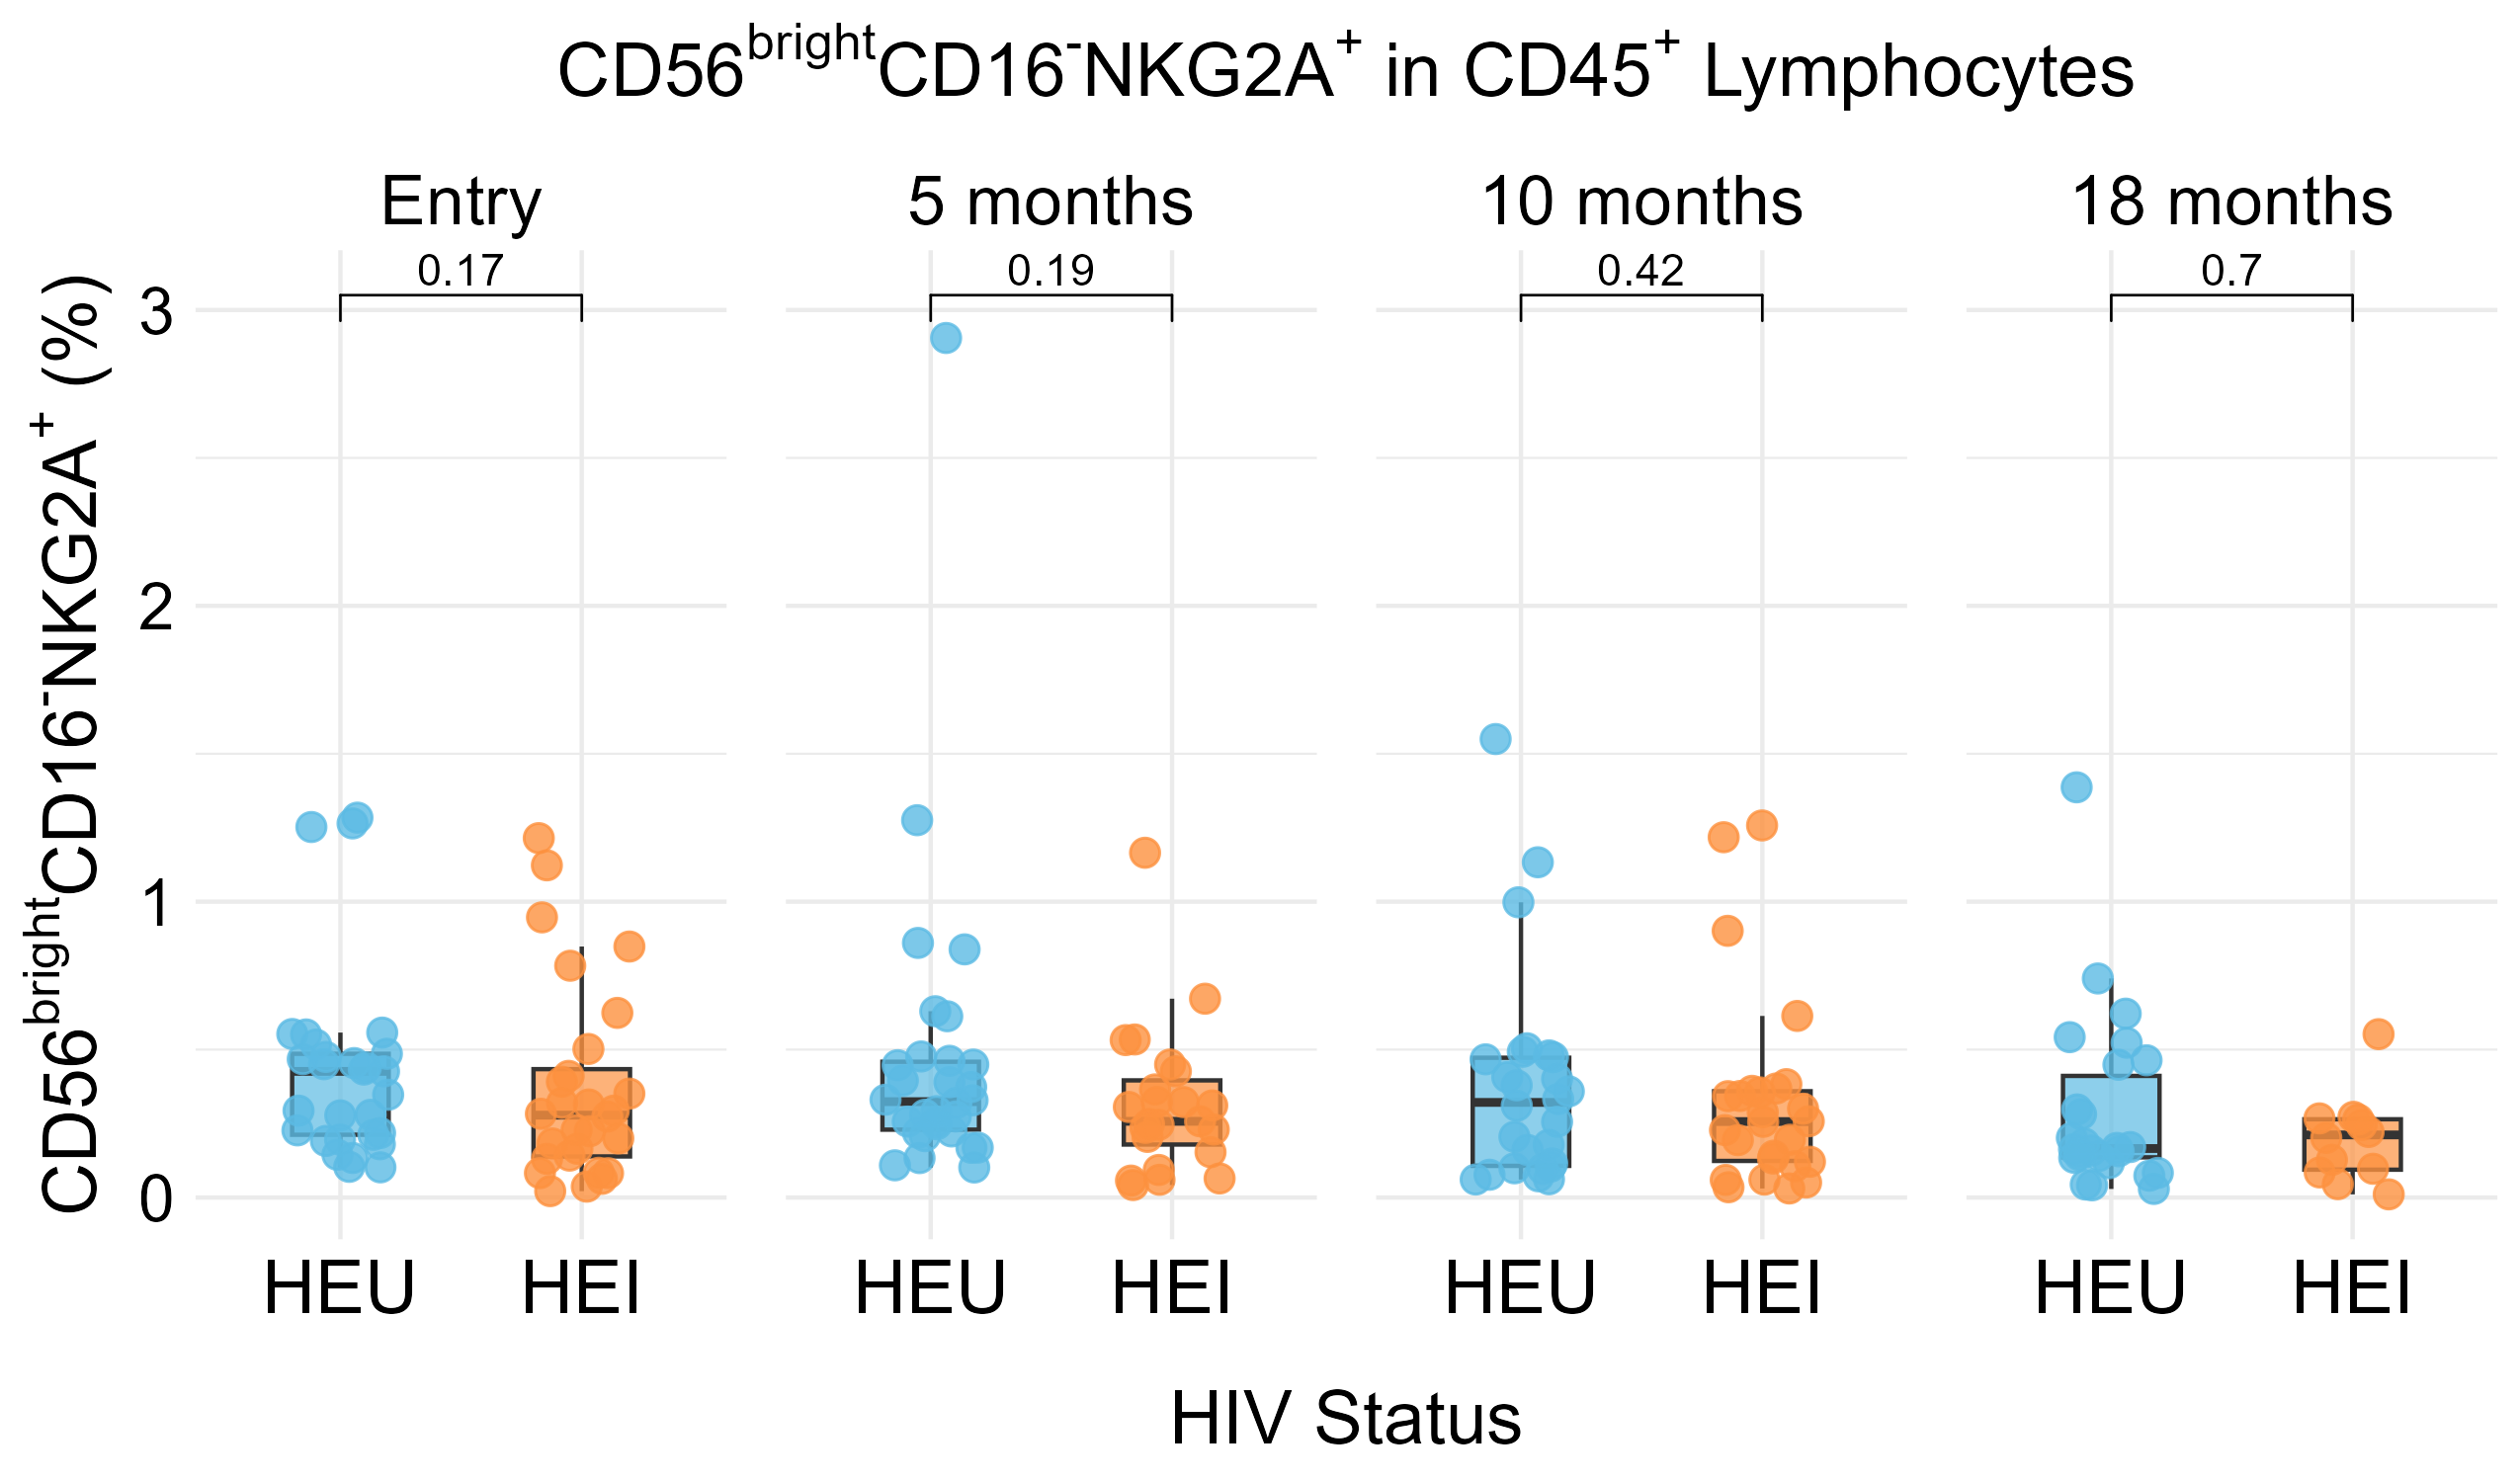 CD56brightCD16-NKG2A+ in CD45+ Lymphocytes
Entry
5 months
10 months
18 months
0.17
0.19
0.42
0.7
CD56brightCD16-NKG2A+ (%)
3
2
1
0
HEU
HEI
HEU
HEI
HEU
HEI
HEU
HEI
HIV Status